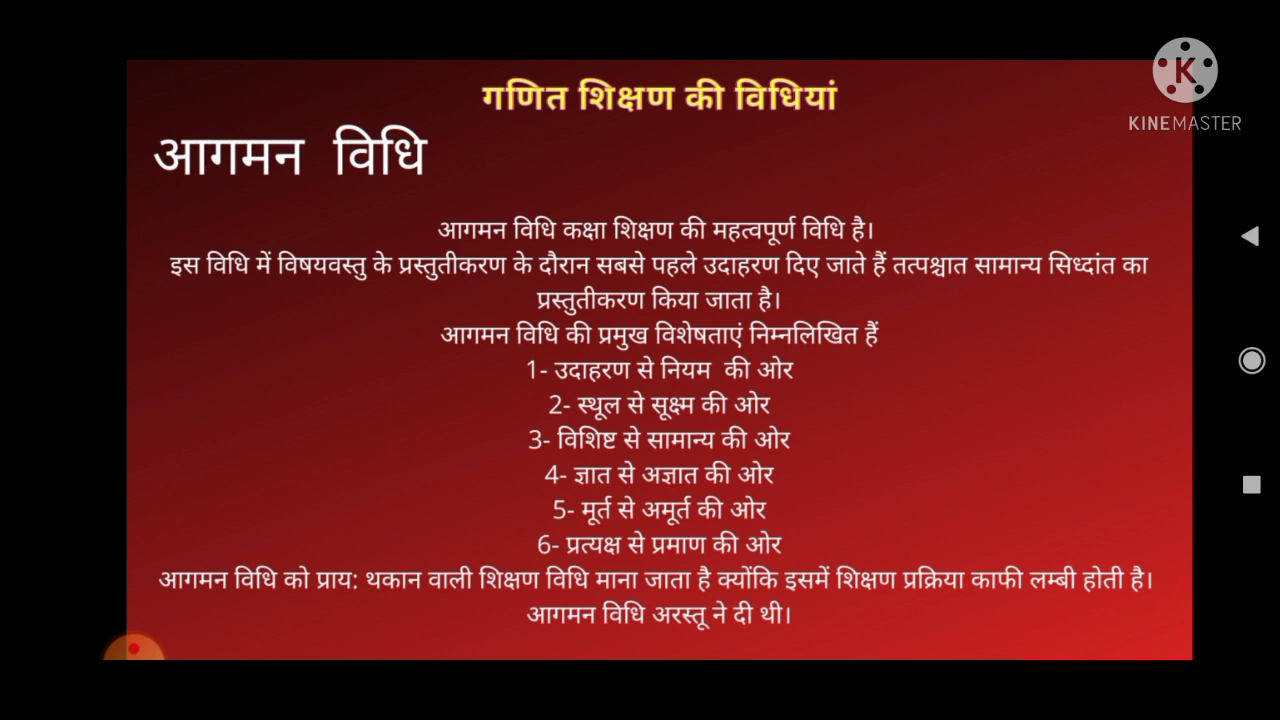 गणित शिक्षण की विधियां
K
KINEMASTER
आगमन विधि
आगमन विधि कक्षा शिक्षण की महत्वपूर्ण विधि है।
इस विधि में विषयवस्तु के प्रस्तुतीकरण के दौरान सबसे पहले उदाहरण दिए जाते हैं तत्पश्चात सामान्य सिध्दांत का
प्रस्तुतीकरण किया जाता है।
आगमन विधि की प्रमुख विशेषताएं निम्नलिखित हैं
1- उदाहरण से नियम की ओर
2- स्थूल से सूक्ष्म की ओर
3- विशिष्ट से सामान्य की ओर
4- ज्ञात से अज्ञात की ओर
5- मूर्त से अमूर्त की ओर
6- प्रत्यक्ष से प्रमाण की ओर
आगमन विधि को प्राय: थकान वाली शिक्षण विधि माना जाता है क्योंकि इसमें शिक्षण प्रक्रिया काफी लम्बी होती है।
आगमन विधि अरस्तू ने दी थी।